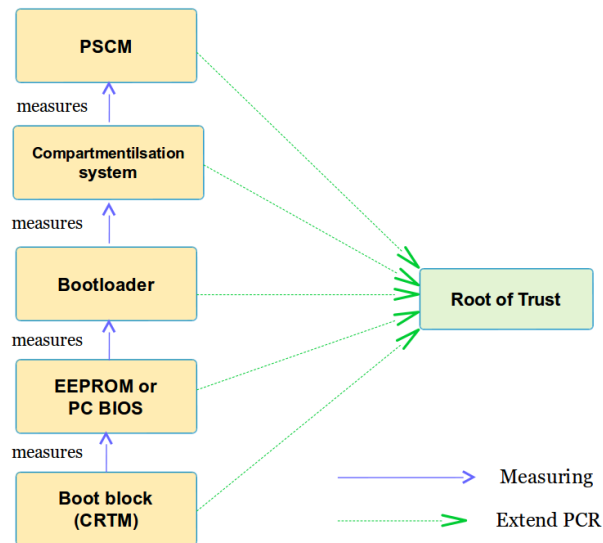 PSCM
measures
Compartmentilsation
system
measures
Bootloader
Root of Trust
measures
EEPROM or
PC BIOS
measures
Boot block
(CRTM)
Measuring
Extend PCR